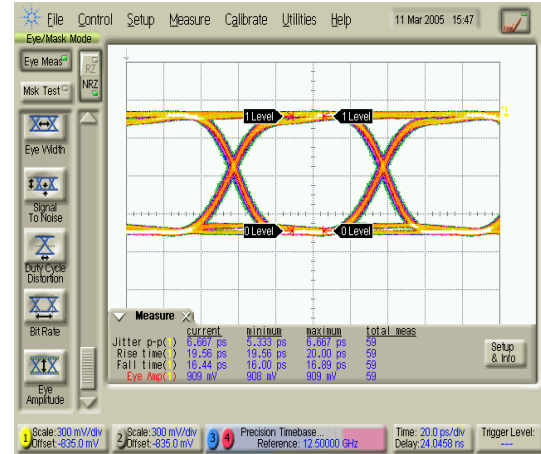 File Control Setup Measure Calibrate Utilities Help 11 Mar 2005 15:47
Eye/Mask Mode
Eye Meas
RZ
Msk Test
NRZ
1 Level 1 Level
Eye Width
Signal
To Noise
0 Level 0 Level
Duty Cycle
Distortion
Bit Rate
Eye
Amplitude
Measure
current minimum maximum total meas
Jitter p-p(1) 6.667 ps 5.333 ps 6.667 ps 59
Rise time(1) 19.56 ps 19.56 ps 20.00 ps 59
Fall time(1) 16.44 ps 16.00 ps 16.89 ps 59
Eye Amp(1) 909 mV 908 mV 909 mV 59
Setup
& Info
1 Scale:300 mV/div
Offset:-835.0 mV
2 Scale:300 mV/div
Offset:-835.0 mV
3 4 Precision Timebase...
Reference: 12.50000 GHz
Time: 20.0 ps/div
Delay:24.0458 ns
Trigger Level:
---